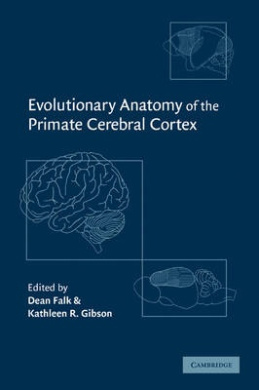 Evolutionary Anatomy of the
Primate Cerebral Cortex
Edited by
Dean Falk &
Kathleen R. Gibson
CAMBRIDGE